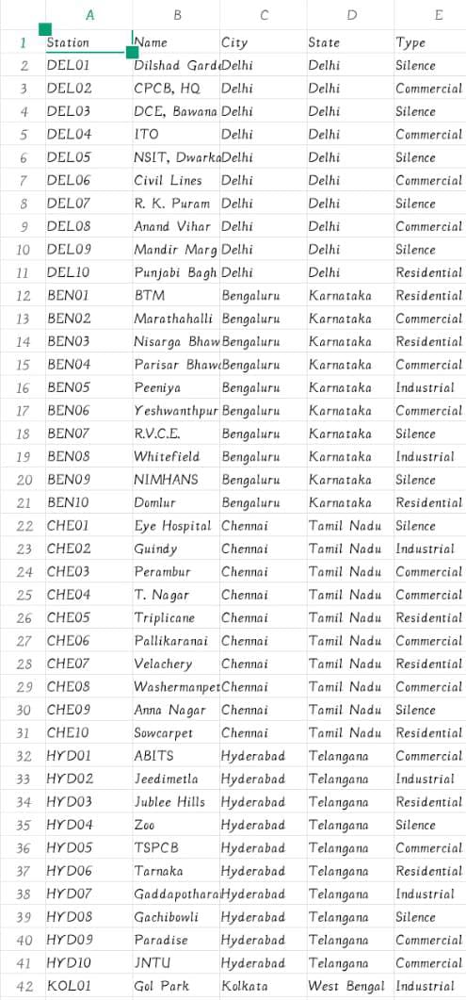 A B C D E
1 Station Name City State Type
2 DEL01 Dilshad Garde Delhi Delhi Silence
3 DEL02 CPCB, HQ Delhi Delhi Commercial
4 DEL03 DCE, Bawana Delhi Delhi Silence
5 DEL04 ITO Delhi Delhi Commercial
6 DEL05 NSIT, Dwarka Delhi Delhi Silence
7 DEL06 Civil Lines Delhi Delhi Commercial
8 DEL07 R. K. Puram Delhi Delhi Silence
9 DEL08 Anand Vihar Delhi Delhi Commercial
10 DEL09 Mandir Marg Delhi Delhi Silence
11 DEL10 Punjabi Bagh Delhi Delhi Residential
12 BEN01 BTM Bengaluru Karnataka Residential
13 BEN02 Marathahalli Bengaluru Karnataka Commercial
14 BEN03 Nisarga Bhaw Bengaluru Karnataka Residential
15 BEN04 Parisar Bhawa Bengaluru Karnataka Commercial
16 BEN05 Peeniya Bengaluru Karnataka Industrial
17 BEN06 Yeshwanthpur Bengaluru Karnataka Commercial
18 BEN07 R.V.C.E. Bengaluru Karnataka Silence
19 BEN08 Whitefield Bengaluru Karnataka Industrial
20 BEN09 NIMHANS Bengaluru Karnataka Silence
21 BEN10 Domlur Bengaluru Karnataka Residential
22 CHE01 Eye Hospital Chennai Tamil Nadu Silence
23 CHE02 Guindy Chennai Tamil Nadu Industrial
24 CHE03 Perambur Chennai Tamil Nadu Commercial
25 CHE04 T. Nagar Chennai Tamil Nadu Commercial
26 CHE05 Triplicane Chennai Tamil Nadu Residential
27 CHE06 Pallikaranai Chennai Tamil Nadu Commercial
28 CHE07 Velachery Chennai Tamil Nadu Residential
29 CHE08 Washermanpet Chennai Tamil Nadu Commercial
30 CHE09 Anna Nagar Chennai Tamil Nadu Silence
31 CHE10 Sowcarpet Chennai Tamil Nadu Residential
32 HYD01 ABITS Hyderabad Telangana Commercial
33 HYD02 Jeedimetla Hyderabad Telangana Industrial
34 HYD03 Jublee Hills Hyderabad Telangana Residential
35 HYD04 Zoo Hyderabad Telangana Silence
36 HYD05 TSPCB Hyderabad Telangana Commercial
37 HYD06 Tarnaka Hyderabad Telangana Residential
38 HYD07 Gaddapothara Hyderabad Telangana Industrial
39 HYD08 Gachibowli Hyderabad Telangana Silence
40 HYD09 Paradise Hyderabad Telangana Commercial
41 HYD10 JNTU Hyderabad Telangana Commercial
42 KOL01 Gol Park Kolkata West Bengal Industrial